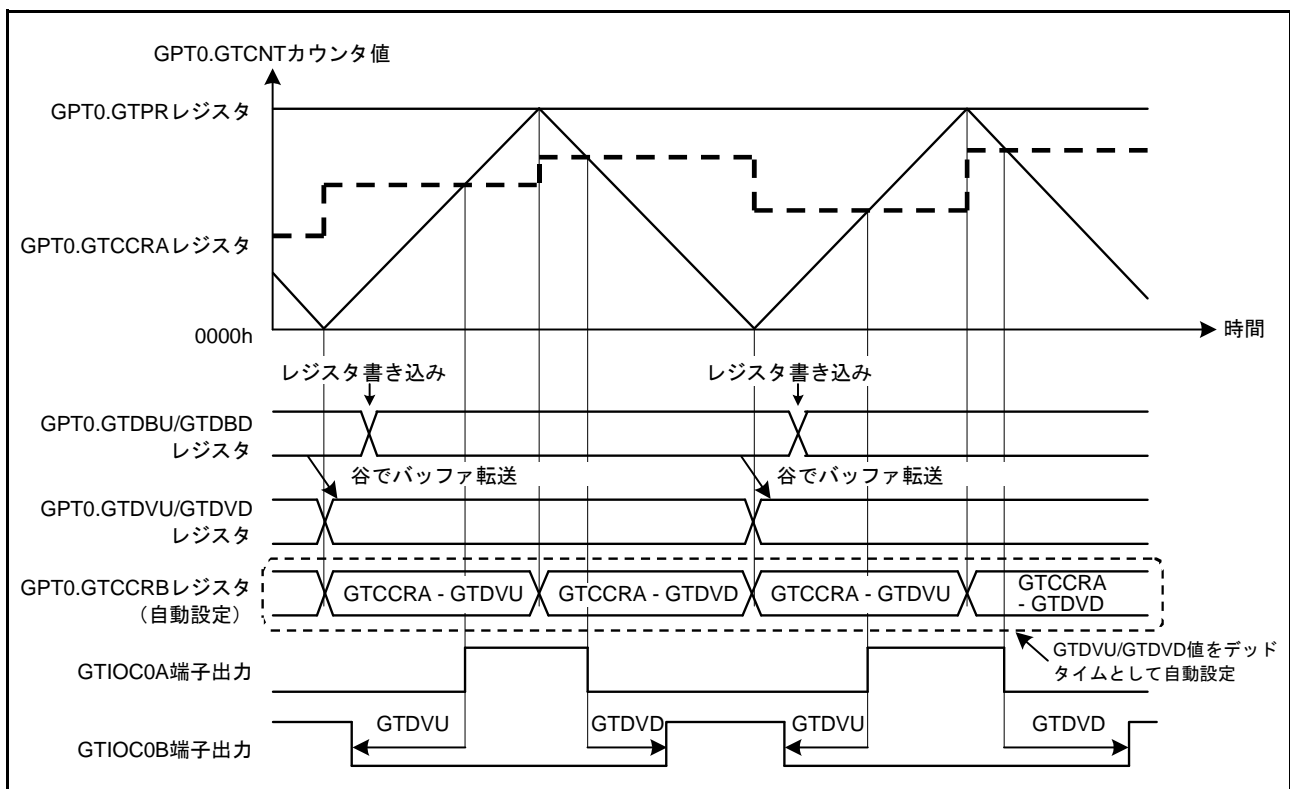 GPT0.GTCNTカウンタ値
GPT0.GTPRレジスタ
GPT0.GTCCRAレジスタ
0000h
時間
レジスタ書き込み
レジスタ書き込み
GPT0.GTDBU/GTDBD
レジスタ
谷でバッファ転送
谷でバッファ転送
GPT0.GTDVU/GTDVD
レジスタ
GPT0.GTCCRBレジスタ
（自動設定）
GTCCRA - GTDVU
GTCCRA - GTDVD
GTCCRA - GTDVU
GTCCRA
- GTDVD
GTDVU/GTDVD値をデッド
タイムとして自動設定
GTIOC0A端子出力
GTDVU
GTDVD
GTDVU
GTDVD
GTIOC0B端子出力